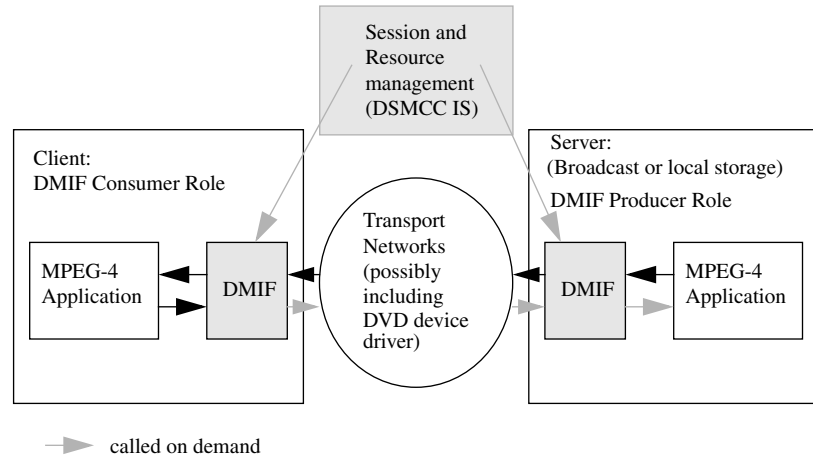 Session and
Resource
management
(DSMCC IS)
Client:
DMIF Consumer Role
Server:
(Broadcast or local storage)
DMIF Producer Role
MPEG-4
Application
DMIF
Transport
Networks
(possibly
including
DVD device
driver)
DMIF
MPEG-4
Application
called on demand